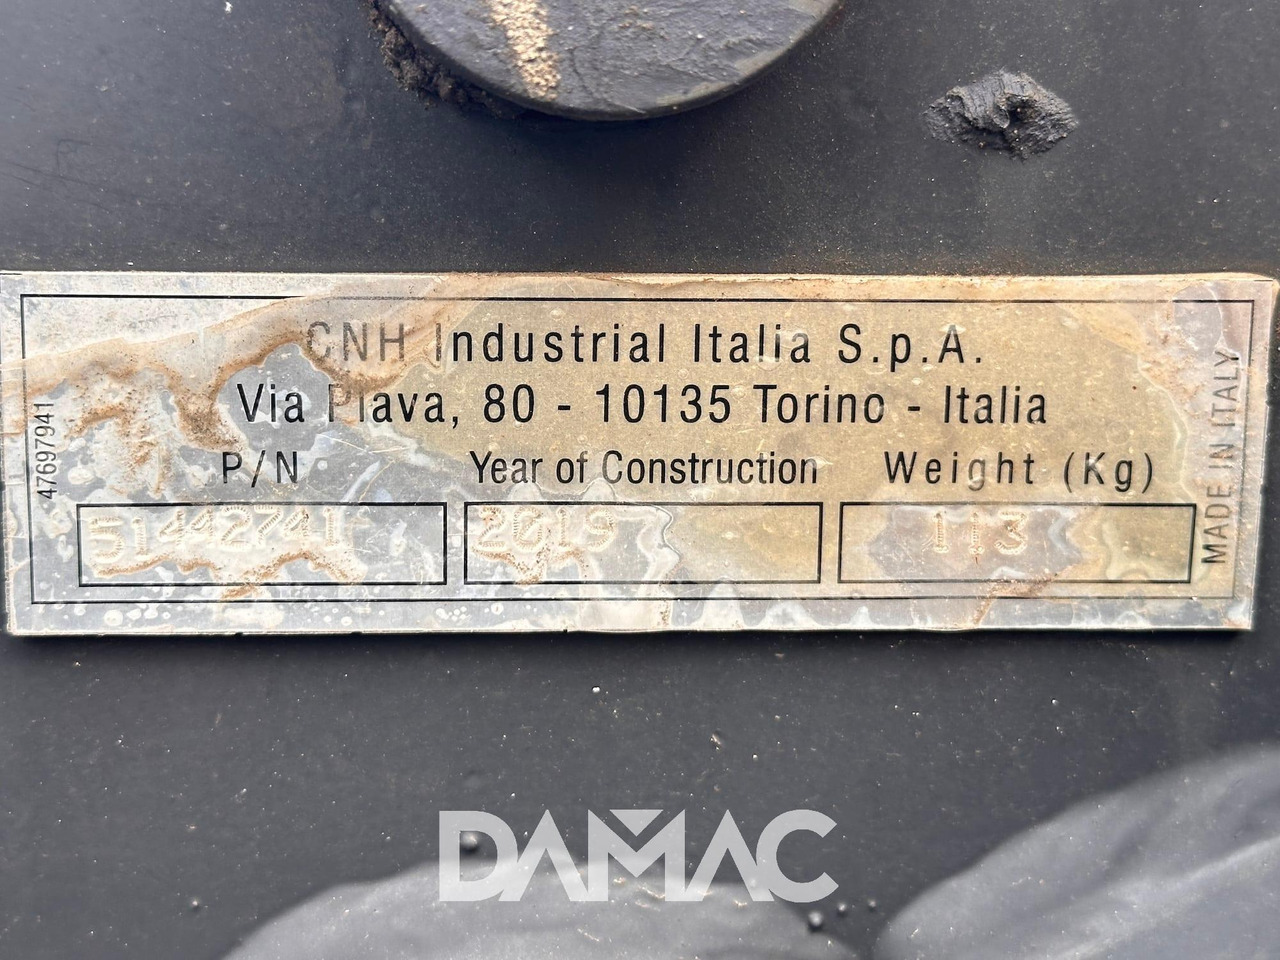 CNH Industrial Italia S.p.A.
Via Piava, 80 - 10135 Torino - Italia
P/N Year of Construction Weight (Kg)
51442741 2019 113
47697941
MADE IN ITALY
DAMAC